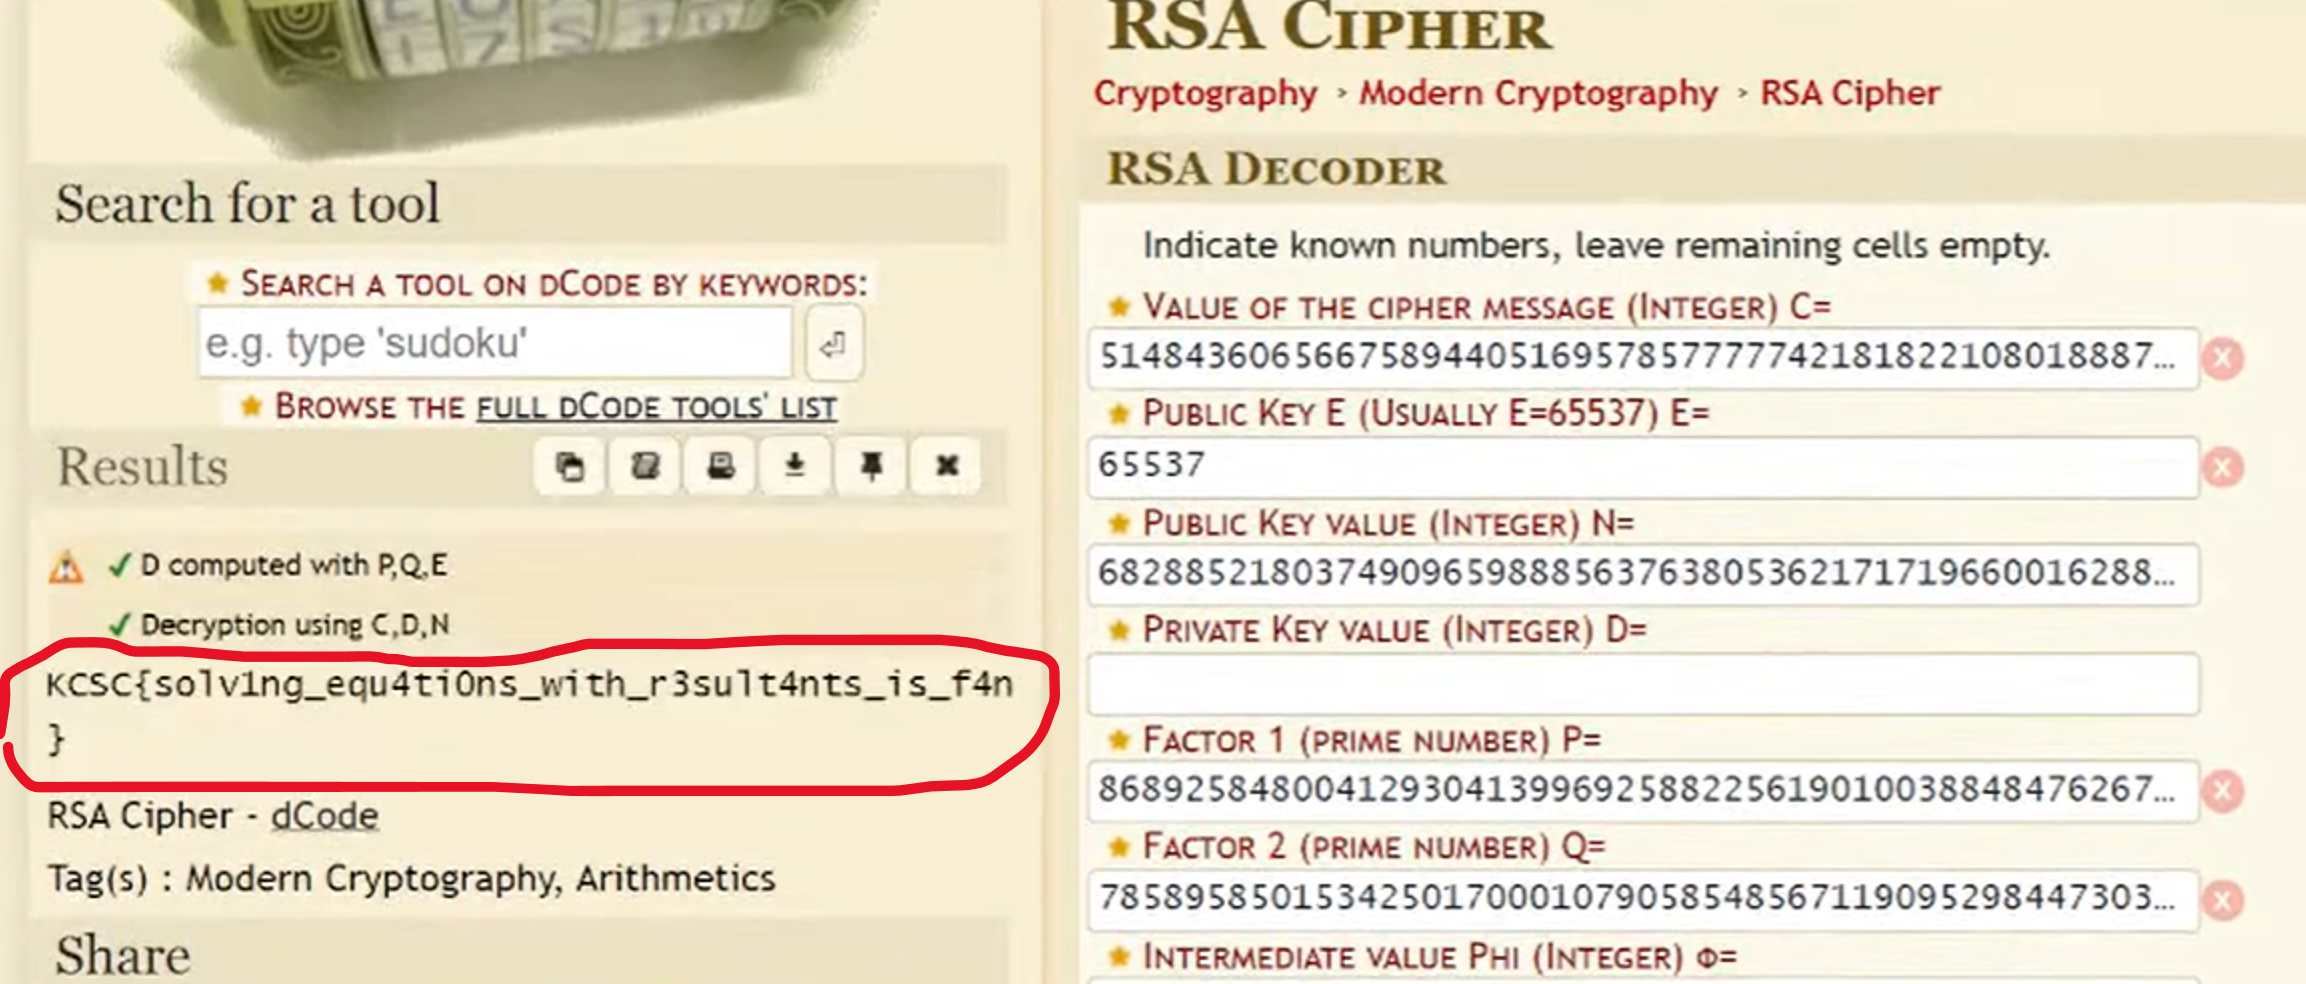 Search for a tool
SEARCH A TOOL ON DCODE BY KEYWORDS:
e.g. type 'sudoku'
BROWSE THE FULL DCODE TOOLS' LIST
Results
D computed with P,Q,E
Decryption using C,D,N
KCSC{solv1ng_equ4ti0ns_with_r3sult4nts_is_f4n
}
RSA Cipher - dCode
Tag(s) : Modern Cryptography, Arithmetics
Share
RSA CIPHER
Cryptography > Modern Cryptography > RSA Cipher
RSA DECODER
Indicate known numbers, leave remaining cells empty.
VALUE OF THE CIPHER MESSAGE (INTEGER) C=
5148436065667589440516957857777742181822108018887...
PUBLIC KEY E (USUALLY E=65537) E=
65537
PUBLIC KEY VALUE (INTEGER) N=
6828852180374909659888563763805362171719660016288...
PRIVATE KEY VALUE (INTEGER) D=
FACTOR 1 (PRIME NUMBER) P=
86892584800412930413996925882256190100388484762​67...
FACTOR 2 (PRIME NUMBER) Q=
78589585015342501700010790585485671190952984473​03...
INTERMEDIATE VALUE PHI (INTEGER) Φ=